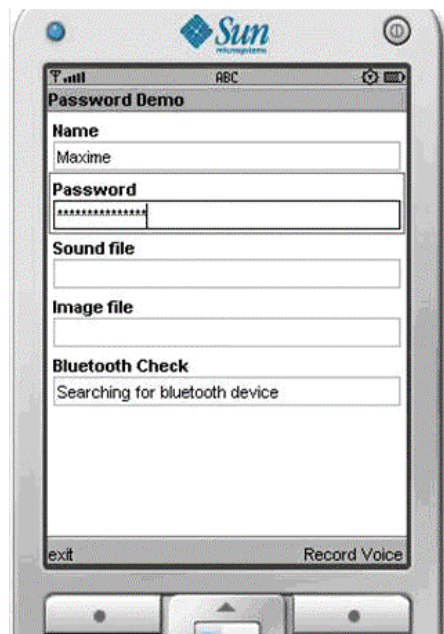 Sun
microsystems
ABC
Password Demo
Name
Maxime
Password
***************
Sound file
Image file
Bluetooth Check
Searching for bluetooth device
exit Record Voice